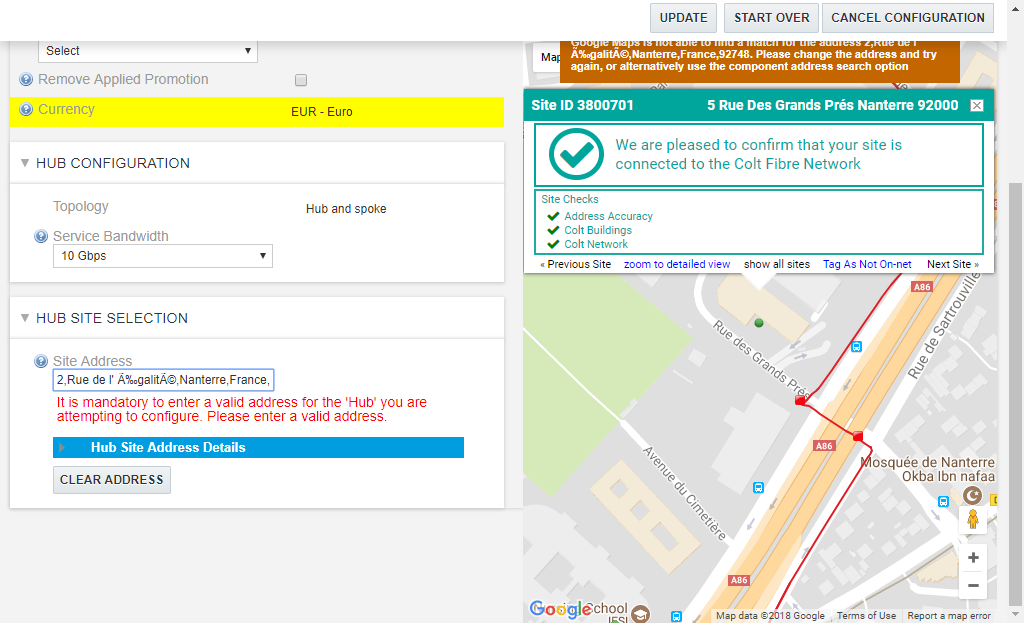 UPDATE
START OVER
CANCEL CONFIGURATION
Select
Remove Applied Promotion
Currency
EUR - Euro
HUB CONFIGURATION
Topology
Hub and spoke
Service Bandwidth
10 Gbps
HUB SITE SELECTION
Site Address
2,Rue de l' Ä‰galitÃ©,Nanterre,France,
It is mandatory to enter a valid address for the 'Hub' you are
attempting to configure. Please enter a valid address.
Hub Site Address Details
CLEAR ADDRESS
Map
Google Maps is not able to find a match for the address 2,Rue de l'
Ä‰galitÃ©,Nanterre,France,92748. Please change the address and try
again, or alternatively use the component address search option
Site ID 3800701
5 Rue Des Grands Prés Nanterre 92000
We are pleased to confirm that your site is
connected to the Colt Fibre Network
Site Checks
Address Accuracy
Colt Buildings
Colt Network
« Previous Site
zoom to detailed view
show all sites
Tag As Not On-net
Next Site »
A86
Rue de Sartrouville
Rue des Grands Prés
A86
Mosquée de Nanterre
Okba Ibn nafaa
Avenue du Cimetière
A86
Google
School
Map data ©2018 Google
Terms of Use
Report a map error